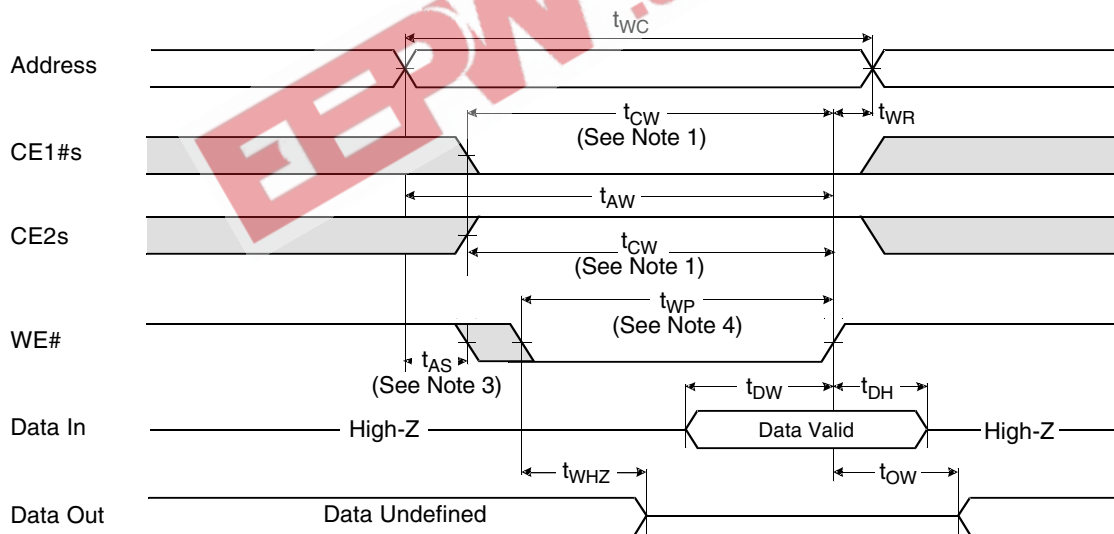 tWC
Address
tCW
(See Note 1)
tWR
CE1#s
tAW
CE2s
tCW
(See Note 1)
tWP
(See Note 4)
WE#
tAS
(See Note 3)
tDW
tDH
Data In
High-Z
Data Valid
High-Z
tWHZ
tOW
Data Out
Data Undefined
EEPW